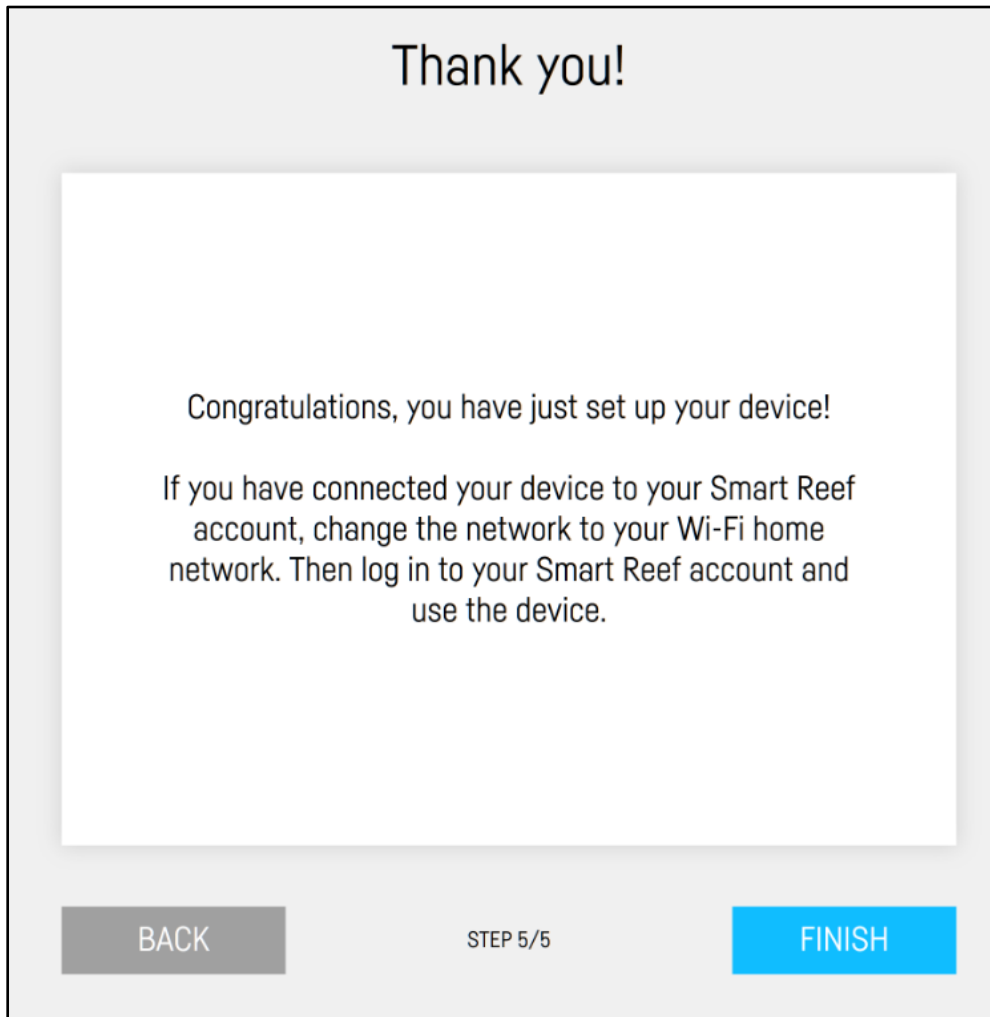 Thank you!
Congratulations, you have just set up your device!
If you have connected your device to your Smart Reef
account, change the network to your Wi-Fi home
network. Then log in to your Smart Reef account and
use the device.
BACK
STEP 5/5
FINISH